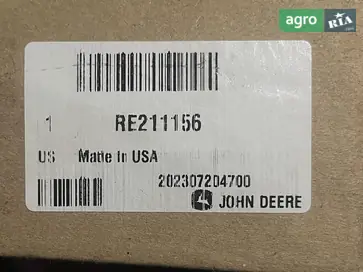 agro RIA
1 RE211156
US Made In USA
202307204700
JOHN DEERE